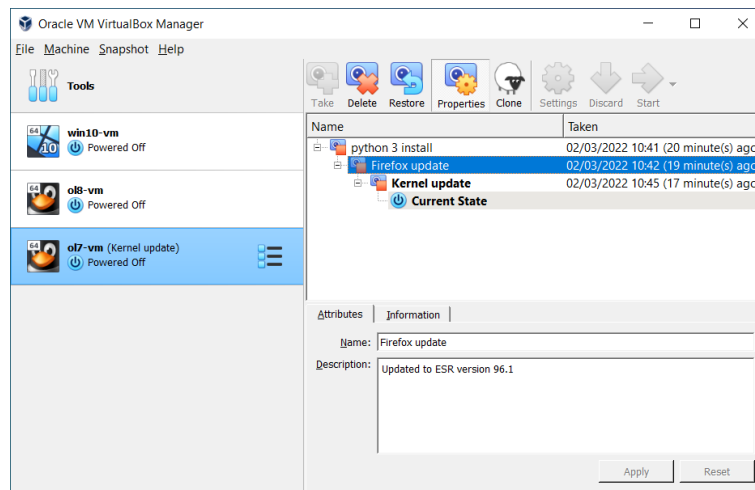 Oracle VM VirtualBox Manager
File Machine Snapshot Help
Tools
Take Delete Restore Properties Clone Settings Discard Start
64 10 win10-vm
Powered Off
64 ol8-vm
Powered Off
64 ol7-vm (Kernel update)
Powered Off
Name Taken
python 3 install 02/03/2022 10:41 (20 minute(s) ago
Firefox update 02/03/2022 10:42 (19 minute(s) ago
Kernel update 02/03/2022 10:45 (17 minute(s) ago
Current State
Attributes Information
Name: Firefox update
Description: Updated to ESR version 96.1
Apply Reset